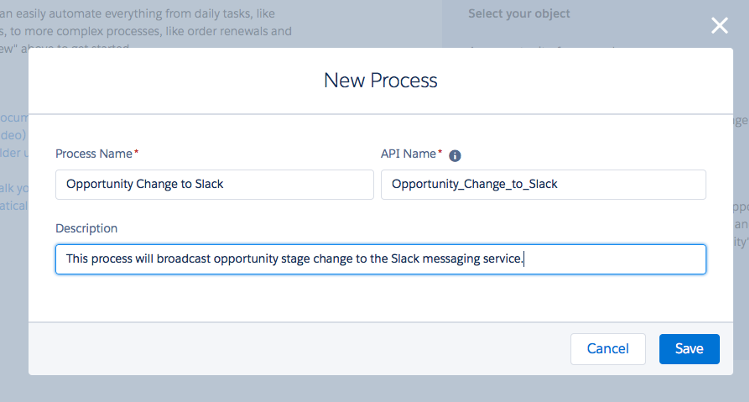 an easily automate everything from daily tasks, like
Select your object
s, to more complex processes, like order renewals and
ew" above to get started
New Process
Process Name*
API Name*
Opportunity Change to Slack
Opportunity_Change_to_Slack
Description
This process will broadcast opportunity stage change to the Slack messaging service.
Cancel
Save